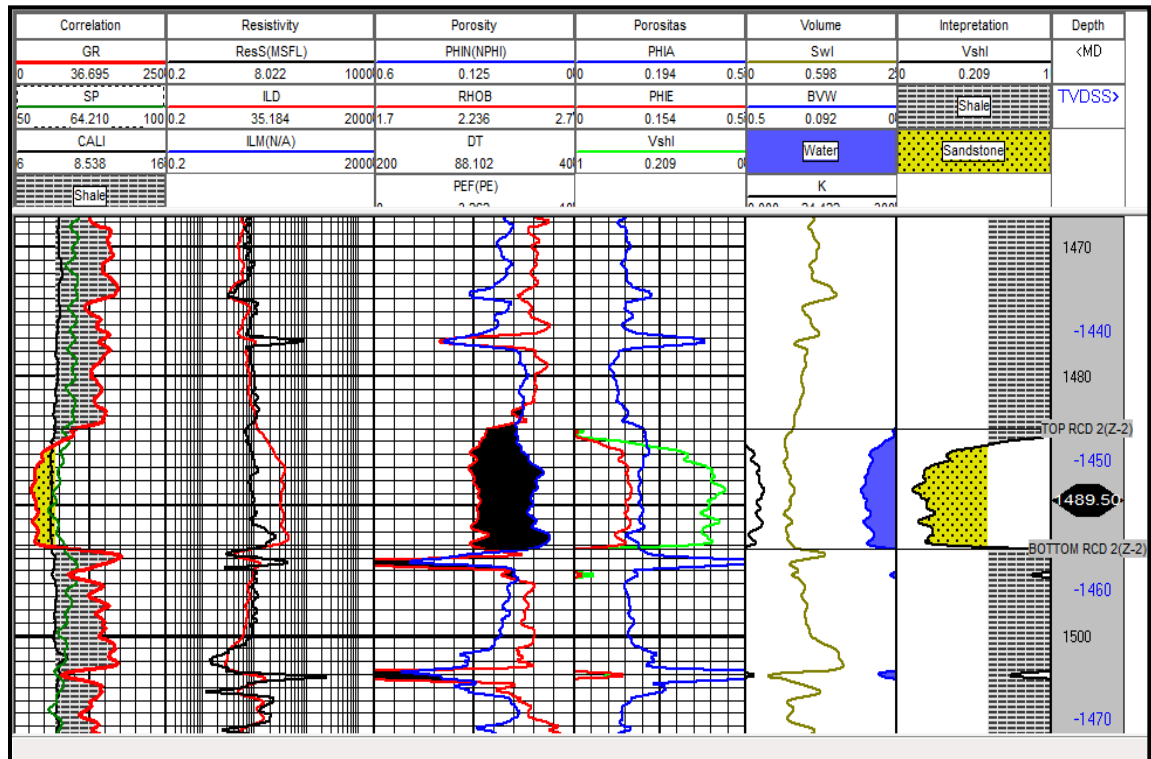 Correlation Resistivity Porosity Porositas Volume Intepretation Depth
GR ResS(MSFL) PHIN(NPHI) PHIA SwI VshI <MD
0 36.695 250 0.2 8.022 1000 0.6 0.125 0 0 0.194 0.5 0 0.598 2 0 0.209 1
SP ILD RHOB PHIE BVW Shale TVDSS>
50 64.210 100 0.2 35.184 2000 1.7 2.236 2.7 0 0.154 0.5 0.5 0.092 0
CALI ILM(N/A) DT VshI Water Sandstone
6 8.538 16 0.2 2000 200 88.102 40 1 0.209 0
Shale PEF(PE) K
1470
-1440
1480
TOP RCD 2(Z-2)
-1450
1489.50
BOTTOM RCD 2(Z-2)
-1460
1500
-1470